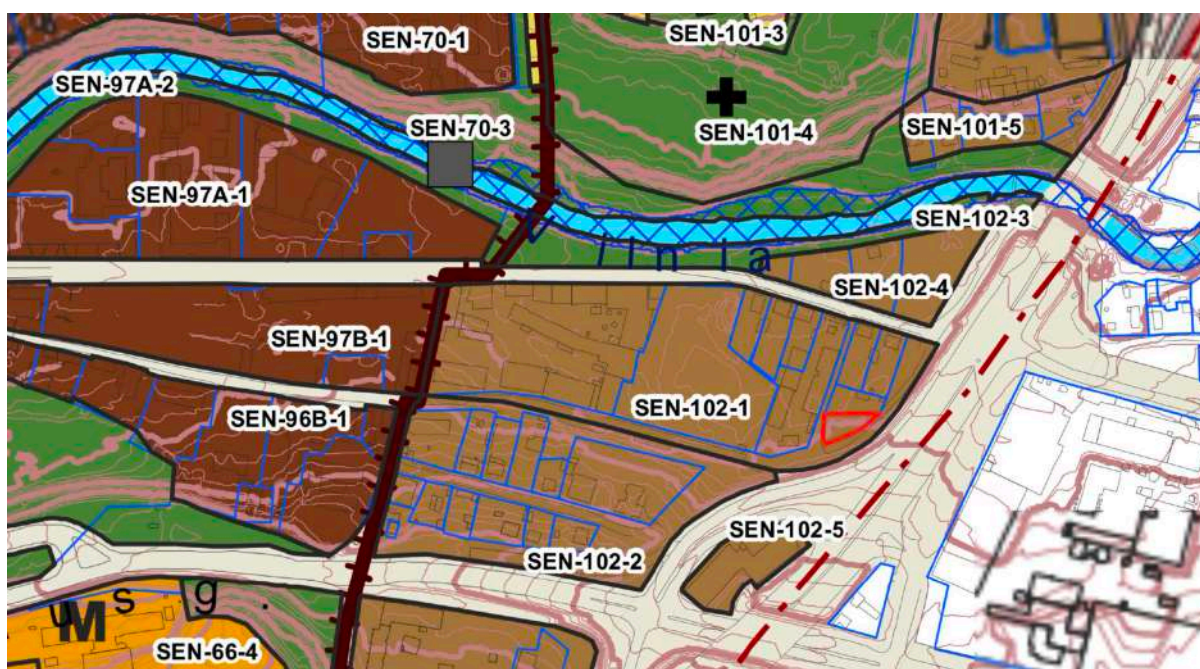 SEN-70-1
SEN-101-3
SEN-97A-2
SEN-70-3
SEN-101-4
SEN-101-5
SEN-97A-1
SEN-102-3
l n i a
SEN-102-4
SEN-97B-1
SEN-102-1
SEN-96B-1
SEN-102-5
SEN-102-2
u s g .
M
SEN-66-4